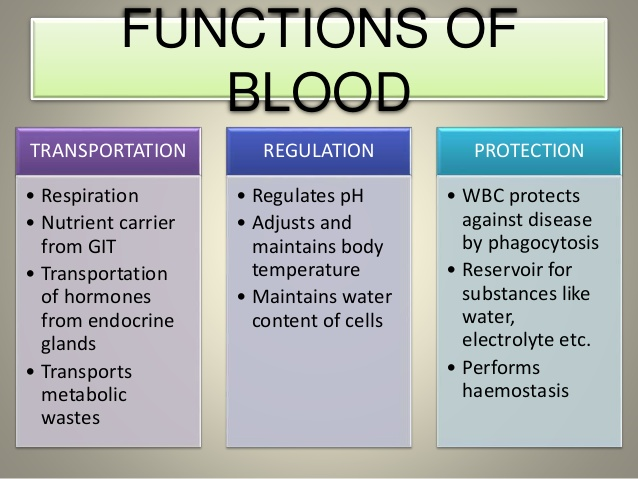 FUNCTIONS OF
BLOOD
TRANSPORTATION
• Respiration
• Nutrient carrier
from GIT
• Transportation
of hormones
from endocrine
glands
• Transports
metabolic
wastes
REGULATION
• Regulates pH
• Adjusts and
maintains body
temperature
• Maintains water
content of cells
PROTECTION
• WBC protects
against disease
by phagocytosis
• Reservoir for
substances like
water,
electrolyte etc.
• Performs
haemostasis